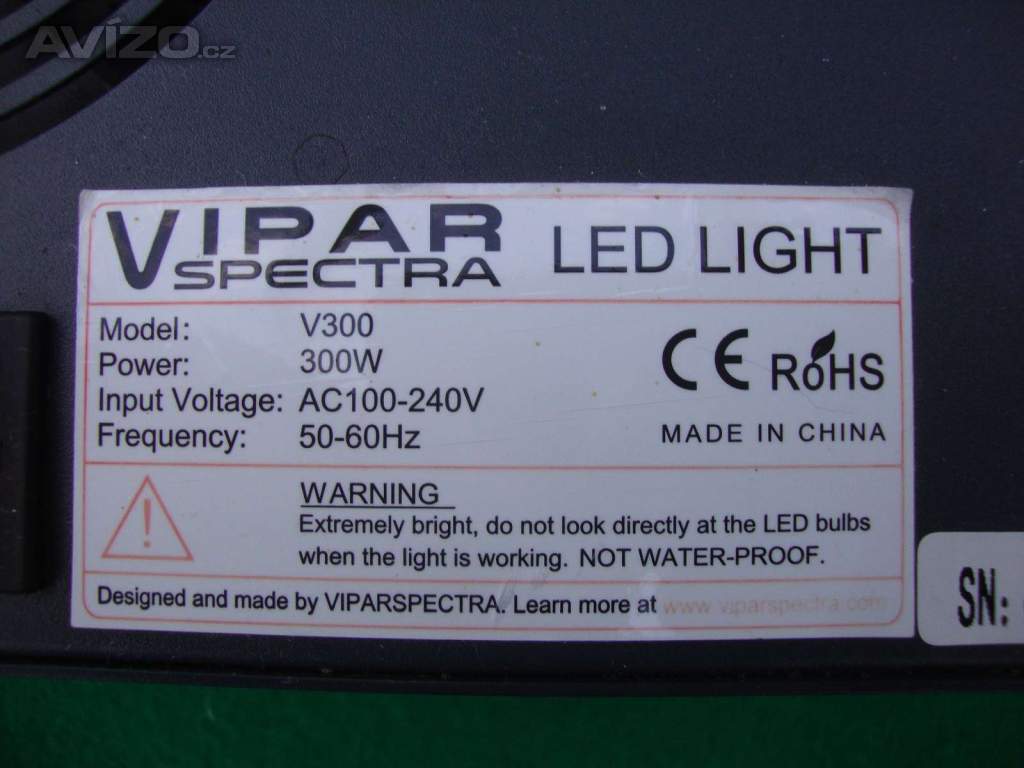 AVÍZO.cz
VIPAR SPECTRA LED LIGHT
Model: V300
Power: 300W
Input Voltage: AC100-240V
Frequency: 50-60Hz
CE RoHS
MADE IN CHINA
WARNING
Extremely bright, do not look directly at the LED bulbs
when the light is working. NOT WATER-PROOF.
Designed and made by VIPARSPECTRA. Learn more at www.viparspectra.com
SN: